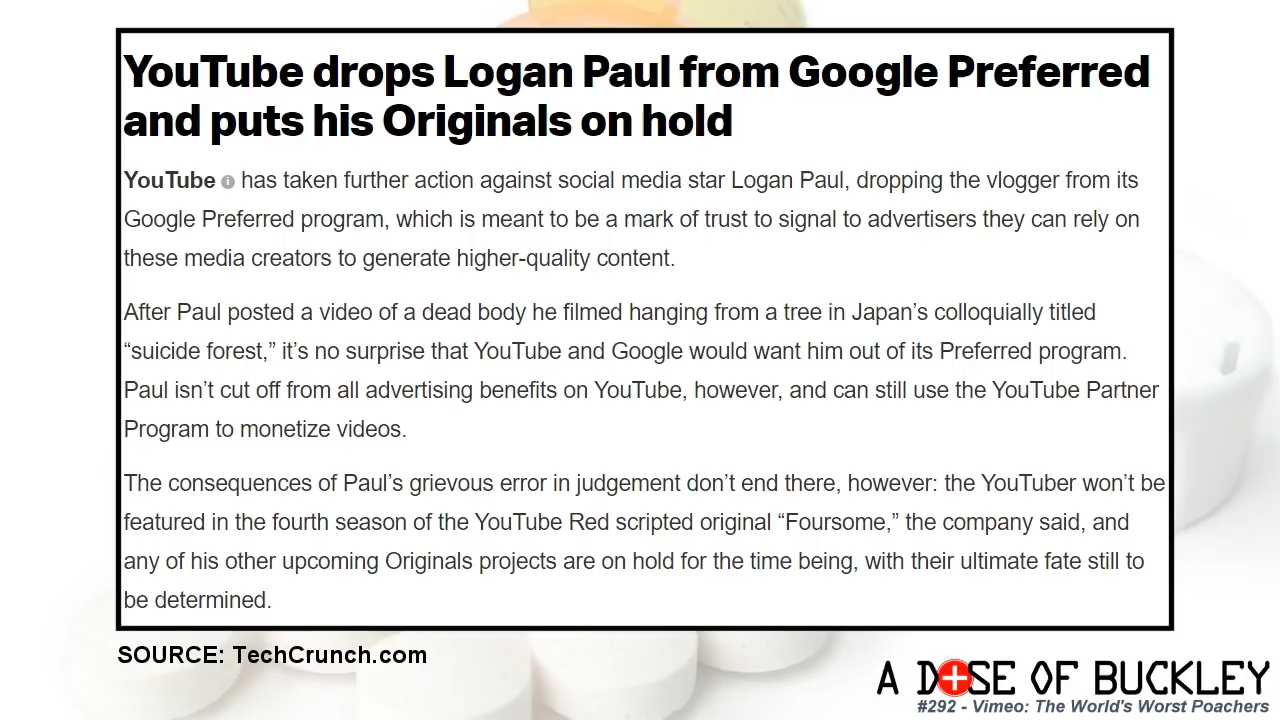 YouTube drops Logan Paul from Google Preferred
and puts his Originals on hold
YouTube has taken further action against social media star Logan Paul, dropping the vlogger from its
Google Preferred program, which is meant to be a mark of trust to signal to advertisers they can rely on
these media creators to generate higher-quality content.
After Paul posted a video of a dead body he filmed hanging from a tree in Japan’s colloquially titled
“suicide forest,” it’s no surprise that YouTube and Google would want him out of its Preferred program.
Paul isn’t cut off from all advertising benefits on YouTube, however, and can still use the YouTube Partner
Program to monetize videos.
The consequences of Paul’s grievous error in judgement don’t end there, however: the YouTuber won’t be
featured in the fourth season of the YouTube Red scripted original “Foursome,” the company said, and
any of his other upcoming Originals projects are on hold for the time being, with their ultimate fate still to
be determined.
SOURCE: TechCrunch.com
A DOSE OF BUCKLEY
#292 - Vimeo: The World's Worst Poachers